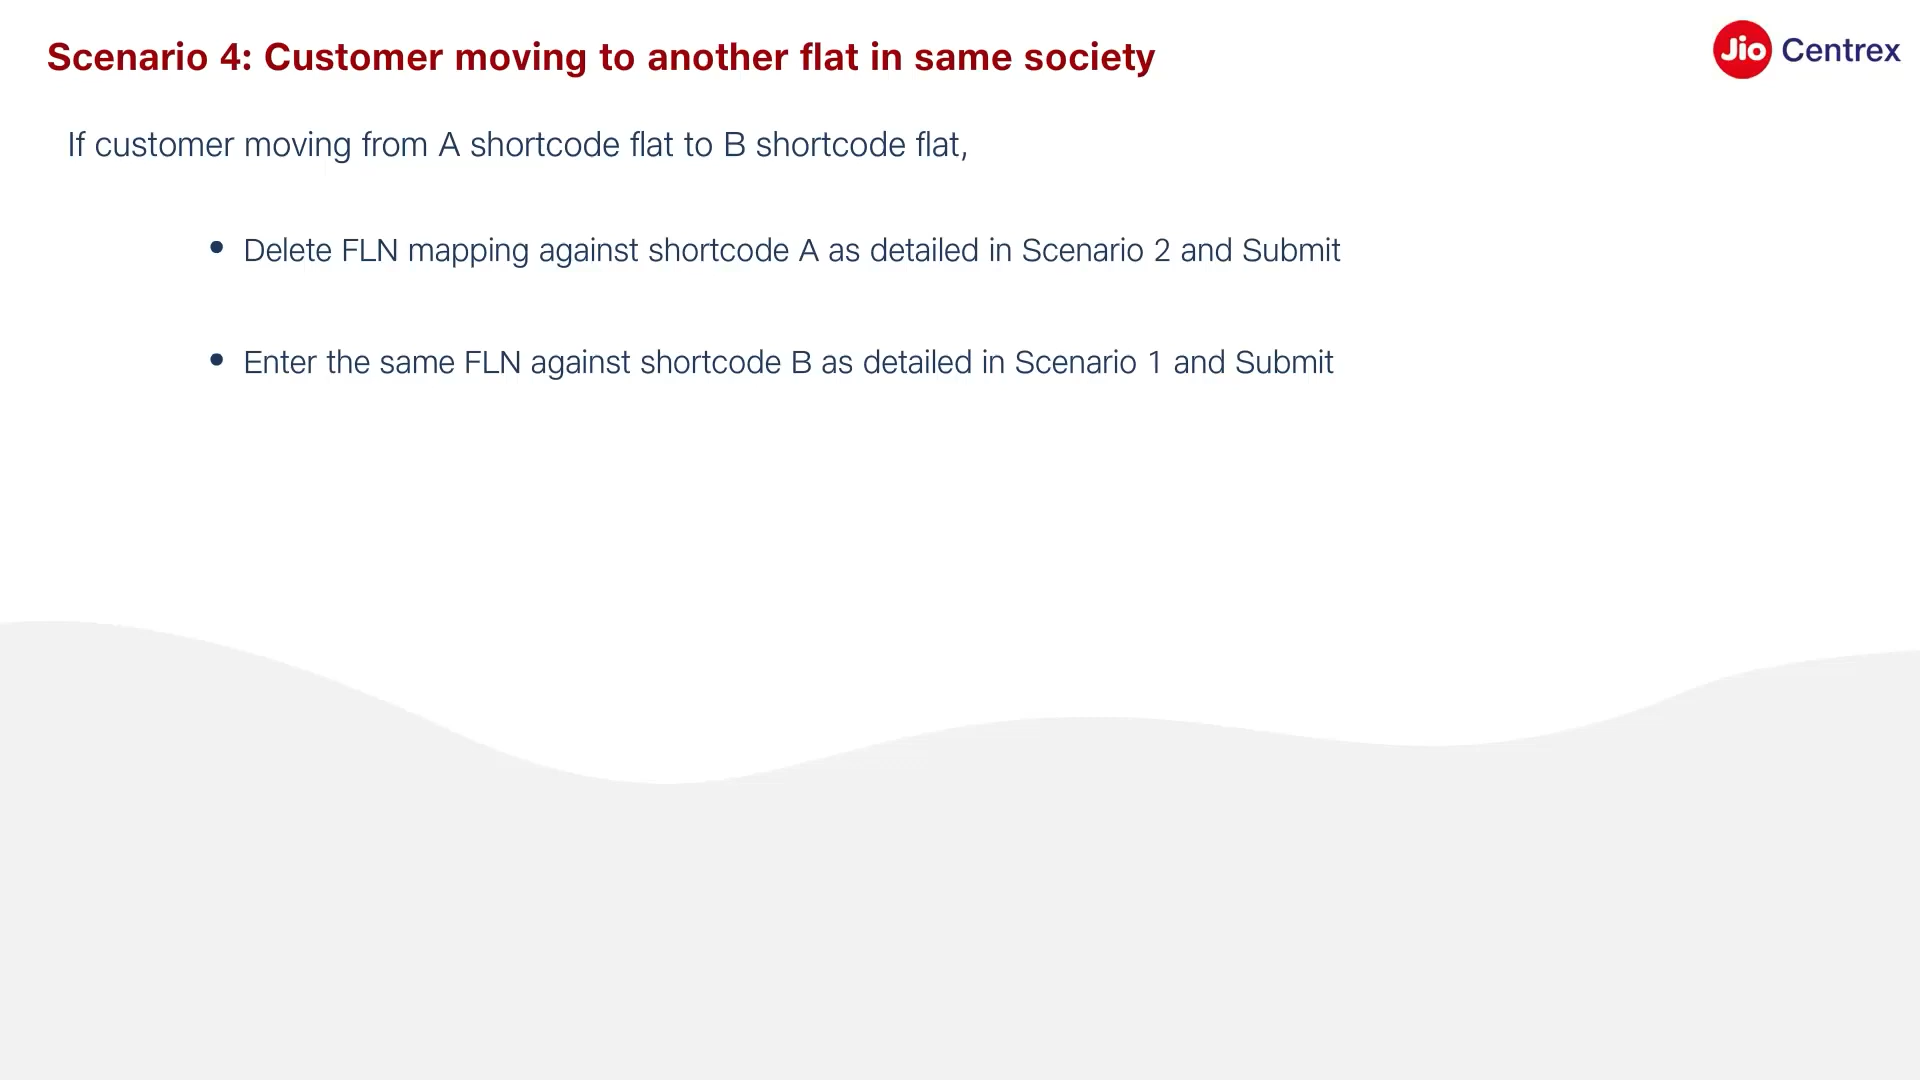 Scenario 4: Customer moving to another flat in same society
Jio Centrex
If customer moving from A shortcode flat to B shortcode flat,
• Delete FLN mapping against shortcode A as detailed in Scenario 2 and Submit
• Enter the same FLN against shortcode B as detailed in Scenario 1 and Submit